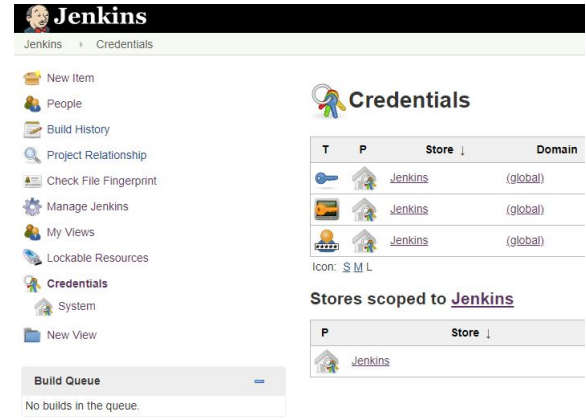 Jenkins
Jenkins Credentials
New Item
People
Build History
Project Relationship
Check File Fingerprint
Manage Jenkins
My Views
Lockable Resources
Credentials
System
New View
Build Queue
No builds in the queue.
Credentials
T P Store ↓ Domain
Jenkins (global)
Jenkins (global)
Jenkins (global)
Icon: S M L
Stores scoped to Jenkins
P Store ↓
Jenkins